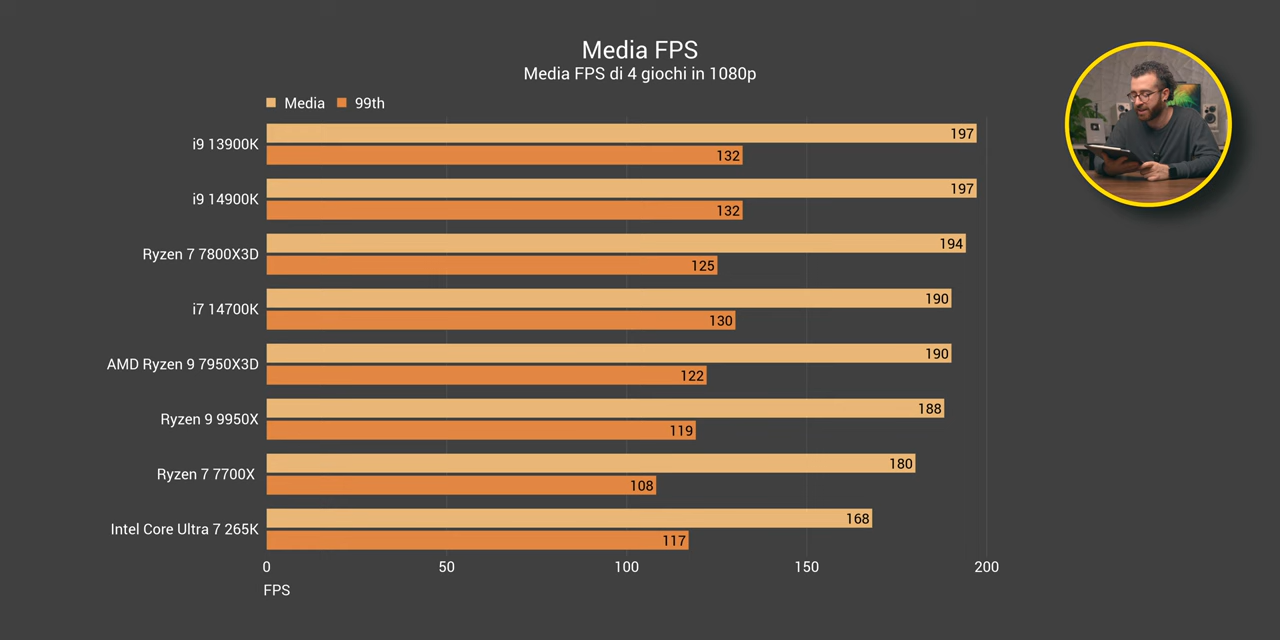 Media FPS
Media FPS di 4 giochi in 1080p
Media 99th
i9 13900K 197
132
i9 14900K 197
132
Ryzen 7 7800X3D 194
125
i7 14700K 190
130
AMD Ryzen 9 7950X3D 190
122
Ryzen 9 9950X 188
119
Ryzen 7 7700X 180
108
Intel Core Ultra 7 265K 168
117
0 50 100 150 200
FPS